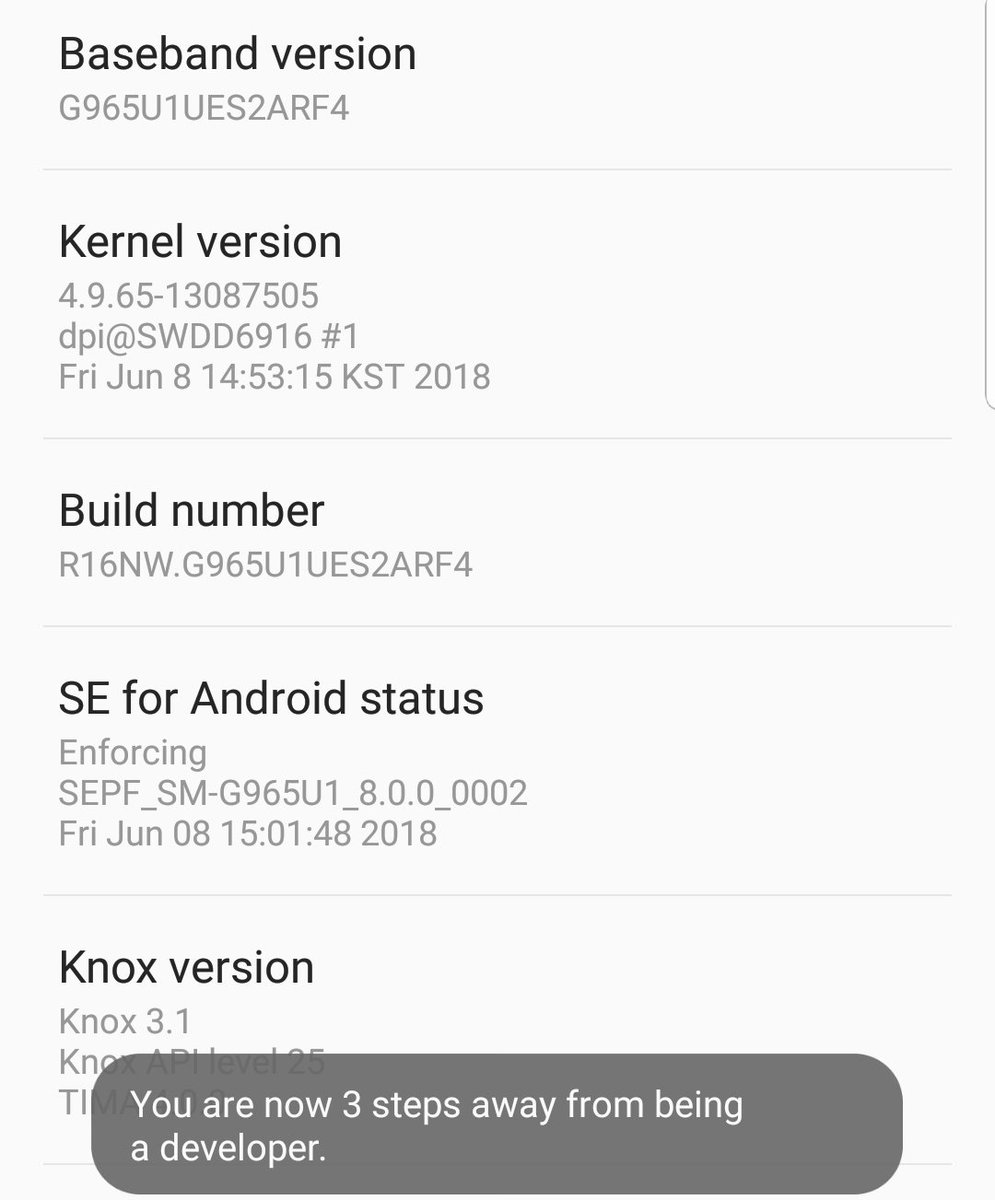 Baseband version
G965U1UES2ARF4
Kernel version
4.9.65-13087505
dpi@SWDD6916 #1
Fri Jun 8 14:53:15 KST 2018
Build number
R16NW.G965U1UES2ARF4
SE for Android status
Enforcing
SEPF_SM-G965U1_8.0.0_0002
Fri Jun 08 15:01:48 2018
Knox version
Knox 3.1
Knox API level 25
TIMA
You are now 3 steps away from being
a developer.